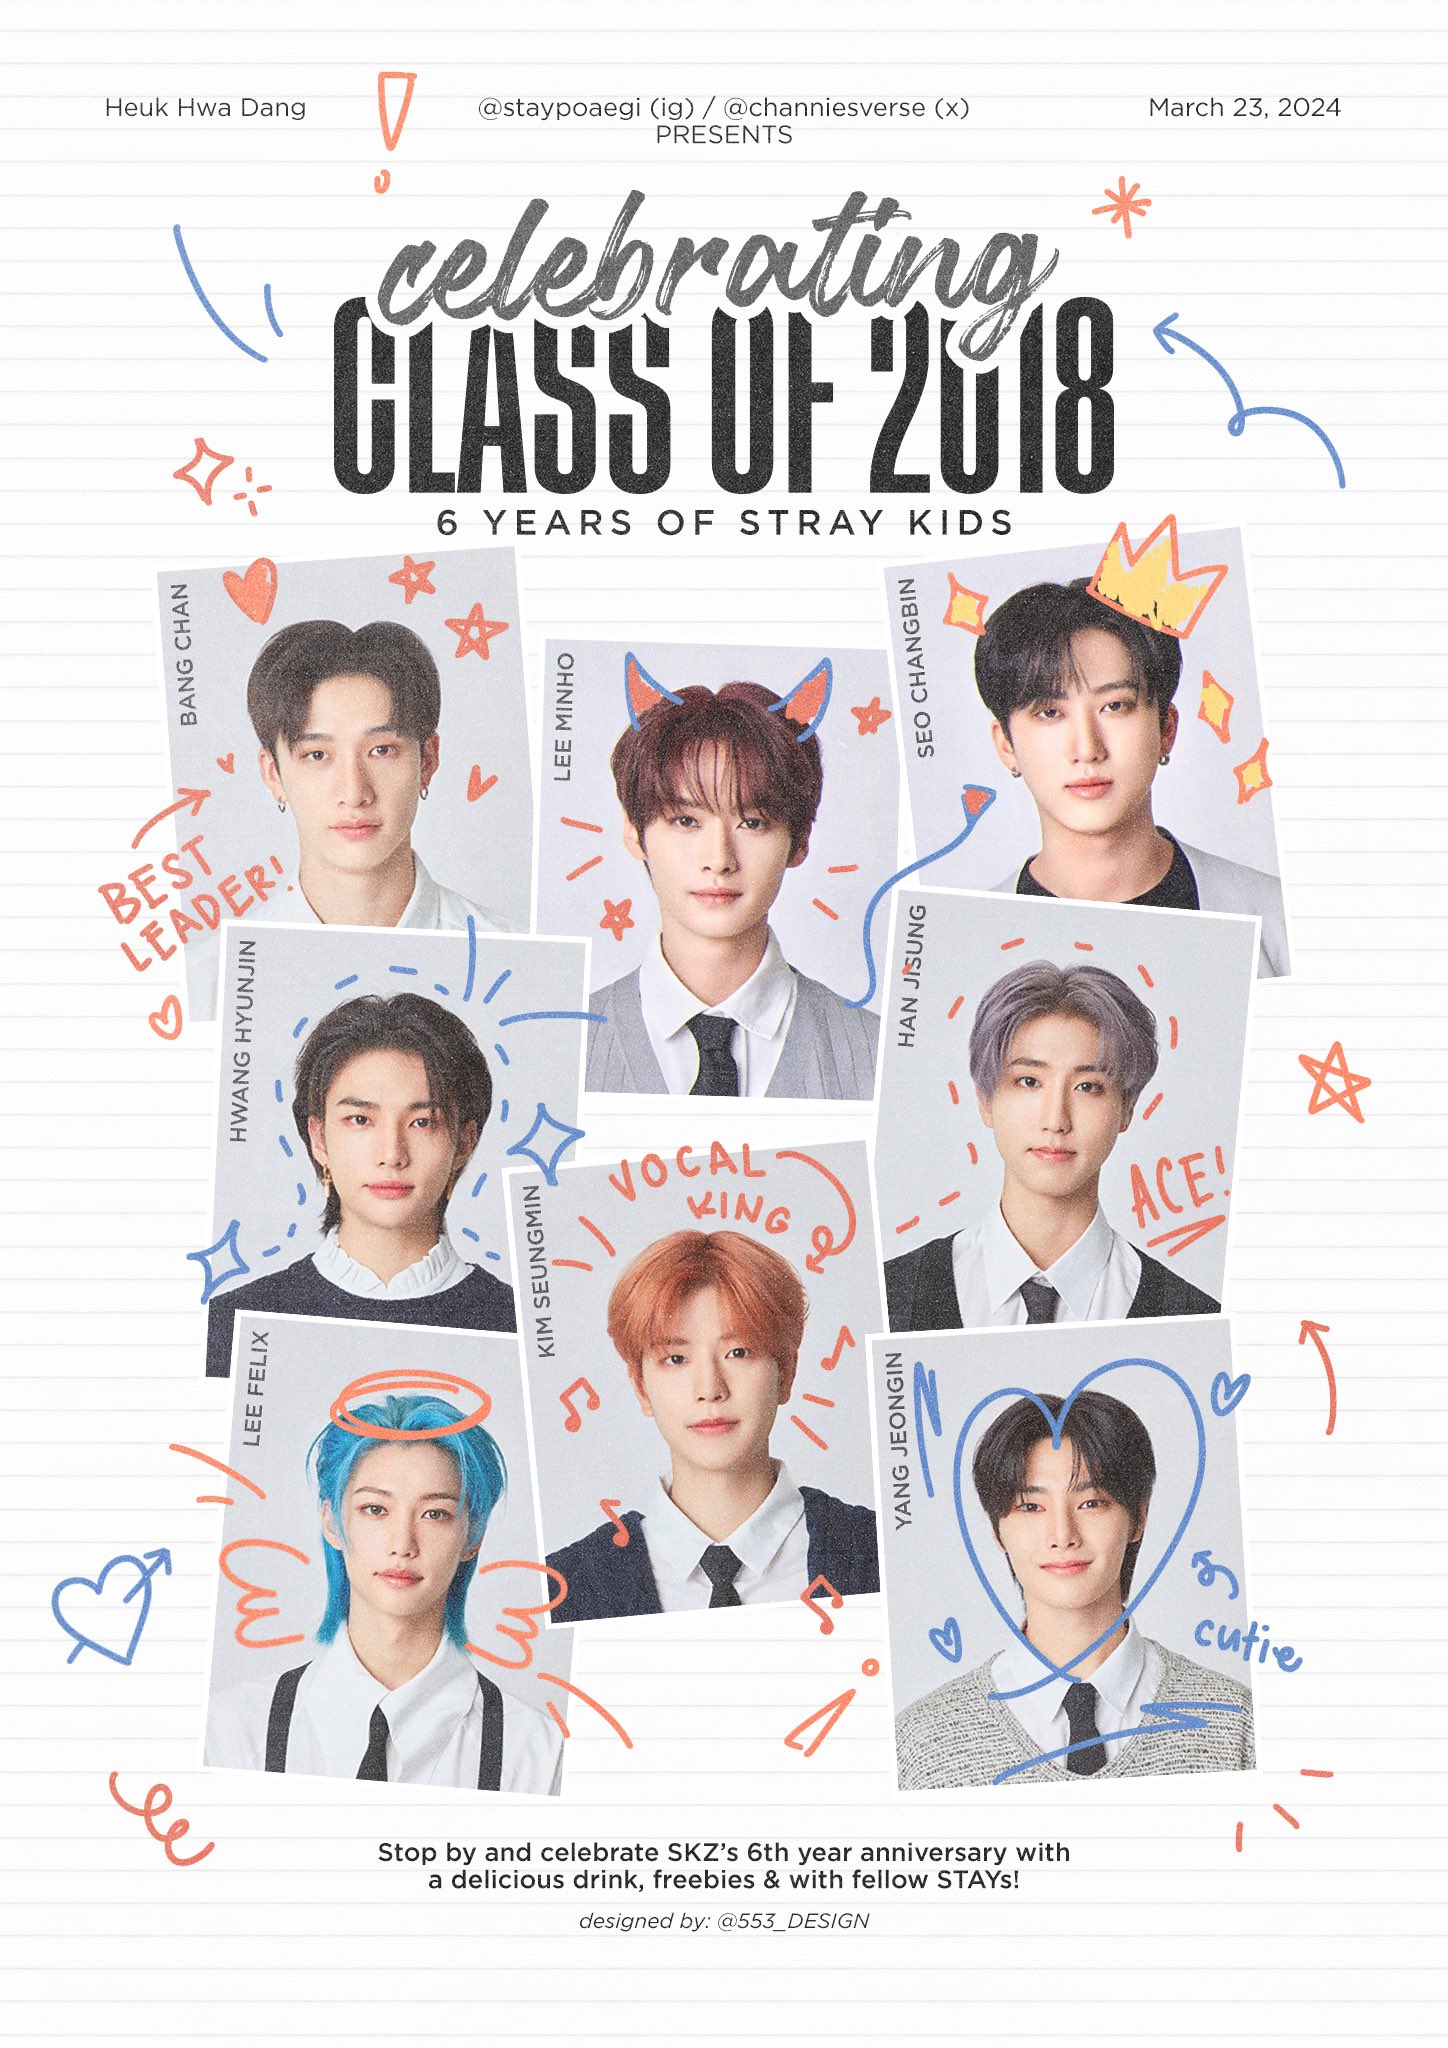 Heuk Hwa Dang
@staypoaegi (ig) / @channiesverse (x)
PRESENTS
March 23, 2024
celebrating
CLASS OF 2018
6 YEARS OF STRAY KIDS
BANG CHAN
BEST
LEADER!
LEE MINHO
SEO CHANGBIN
HWANG HYUNJIN
HAN JISUNG
ACE!
KIM SEUNGMIN
VOCAL
KING
LEE FELIX
YANG JEONGIN
cutie
Stop by and celebrate SKZ's 6th year anniversary with
a delicious drink, freebies & with fellow STAYs!
designed by: @553_DESIGN